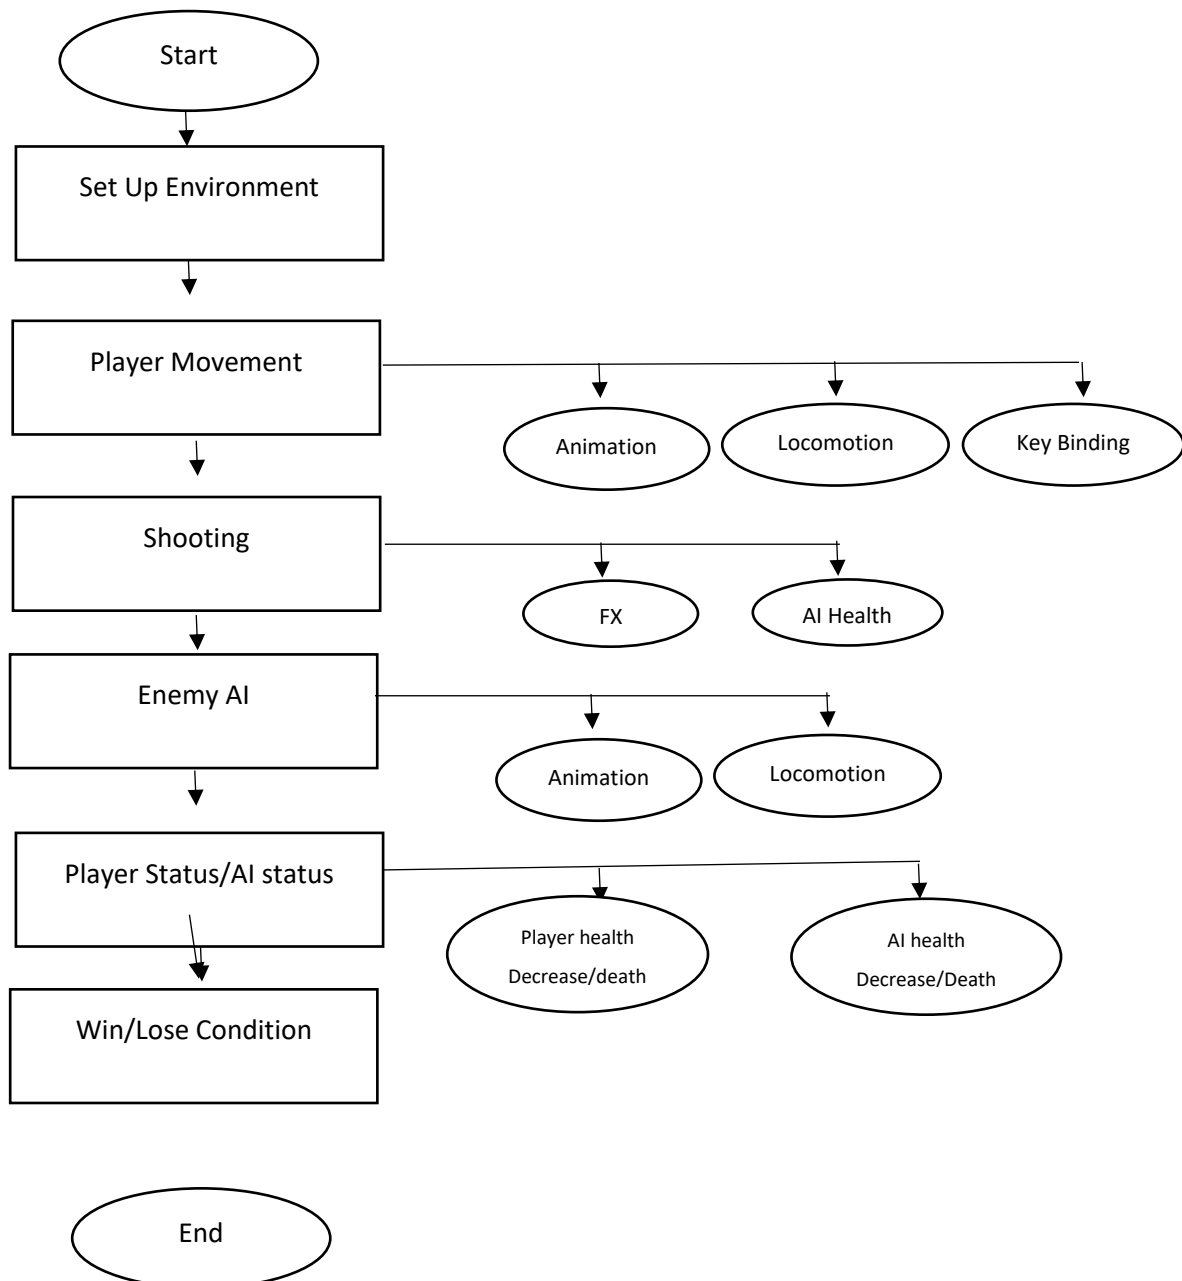 Start
Set Up Environment
Player Movement
Animation
Locomotion
Key Binding
Shooting
FX
AI Health
Enemy AI
Animation
Locomotion
Player Status/AI status
Player health
Decrease/death
AI health
Decrease/Death
Win/Lose Condition
End